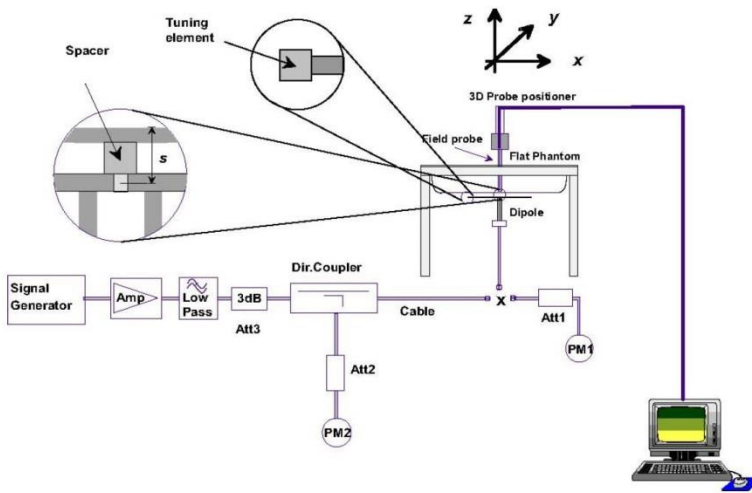 Tuning
element
Spacer
s
z
y
x
3D Probe positioner
Field probe
Flat Phantom
Dipole
Dir.Coupler
Signal
Generator
Amp
Low
Pass
3dB
Att3
Cable
x
Att1
PM1
Att2
PM2